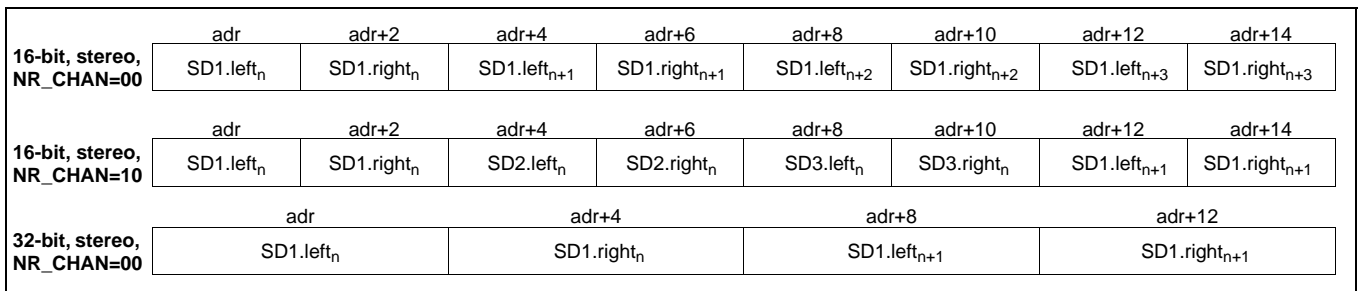 adr adr+2 adr+4 adr+6 adr+8 adr+10 adr+12 adr+14
16-bit, stereo,
NR_CHAN=00
SD1.leftₙ SD1.rightₙ SD1.leftₙ₊₁ SD1.rightₙ₊₁ SD1.leftₙ₊₂ SD1.rightₙ₊₂ SD1.leftₙ₊₃ SD1.rightₙ₊₃
adr adr+2 adr+4 adr+6 adr+8 adr+10 adr+12 adr+14
16-bit, stereo,
NR_CHAN=10
SD1.leftₙ SD1.rightₙ SD2.leftₙ SD2.rightₙ SD3.leftₙ SD3.rightₙ SD1.leftₙ₊₁ SD1.rightₙ₊₁
adr adr+4 adr+8 adr+12
32-bit, stereo,
NR_CHAN=00
SD1.leftₙ SD1.rightₙ SD1.leftₙ₊₁ SD1.rightₙ₊₁